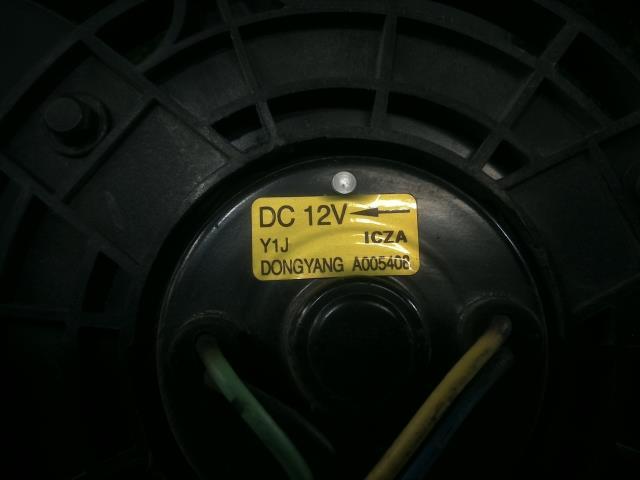 DC 12V
Y1J ICZA
DONGYANG A005408